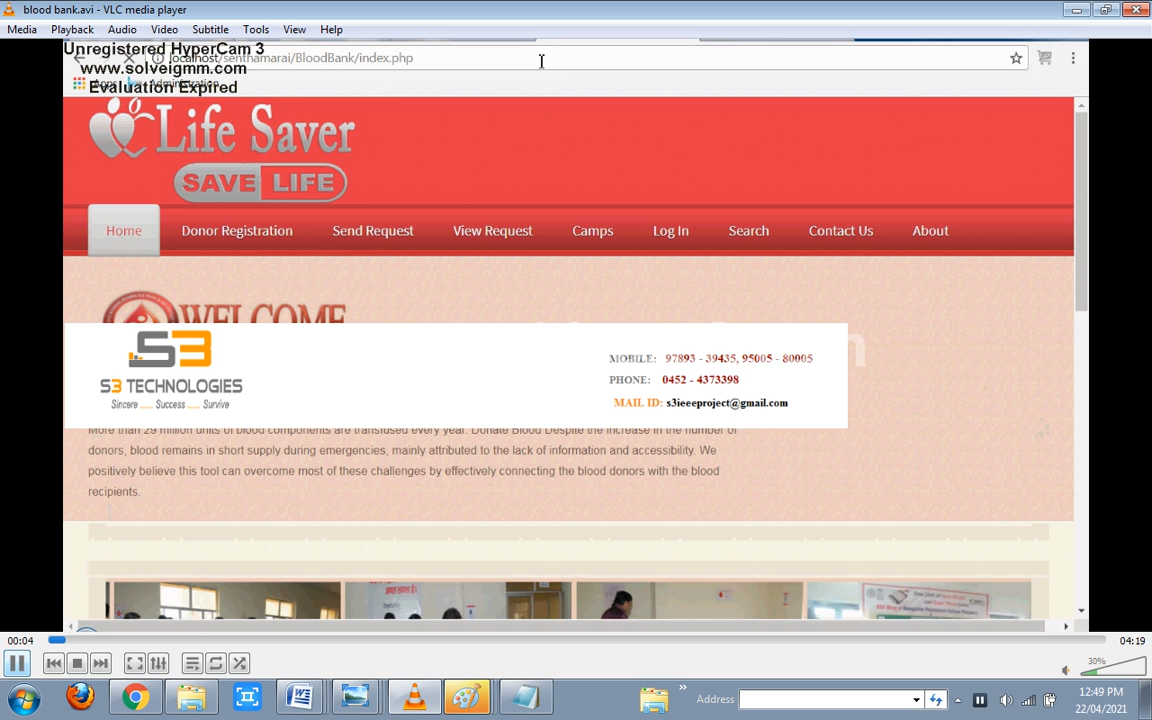 blood bank.avi - VLC media player
Media Playback Audio Video Subtitle Tools View Help
Unregistered HyperCam 3
localhost/senthamarai/BloodBank/index.php
www.solveigmm.com
Apps Administration
Evaluation Expired
Life Saver
SAVE LIFE
Home Donor Registration Send Request View Request Camps Log In Search Contact Us About
WELCOME
S3
S3 TECHNOLOGIES
Sincere ...... Success ...... Survive
MOBILE: 97893 - 39435, 95005 - 80005
PHONE: 0452 - 4373398
MAIL ID: s3ieeeproject@gmail.com
More than 29 million units of blood components are transfused every year. Donate Blood Despite the increase in the number of
donors, blood remains in short supply during emergencies, mainly attributed to the lack of information and accessibility. We
positively believe this tool can overcome most of these challenges by effectively connecting the blood donors with the blood
recipients.
00:04 04:19
30%
Address
12:49 PM
22/04/2021